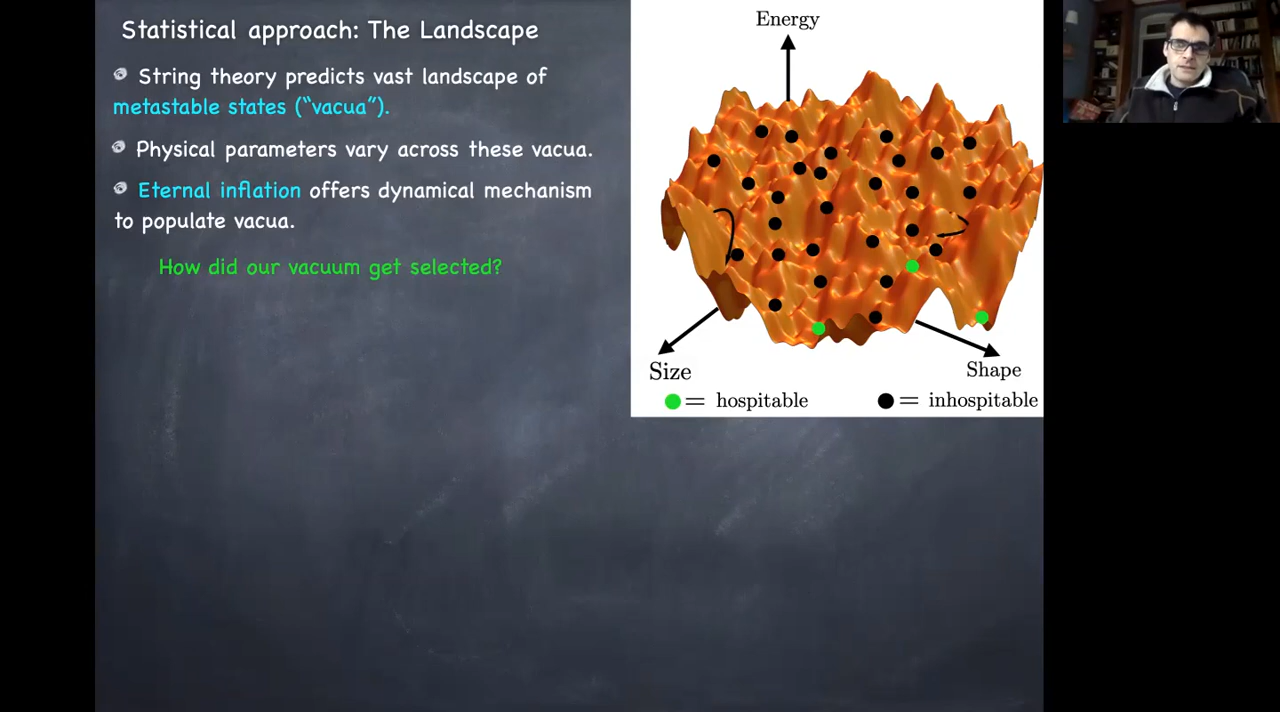 Statistical approach: The Landscape
String theory predicts vast landscape of
metastable states ("vacua").
Physical parameters vary across these vacua.
Eternal inflation offers dynamical mechanism
to populate vacua.
How did our vacuum get selected?
Energy
Size
Shape
= hospitable
= inhospitable